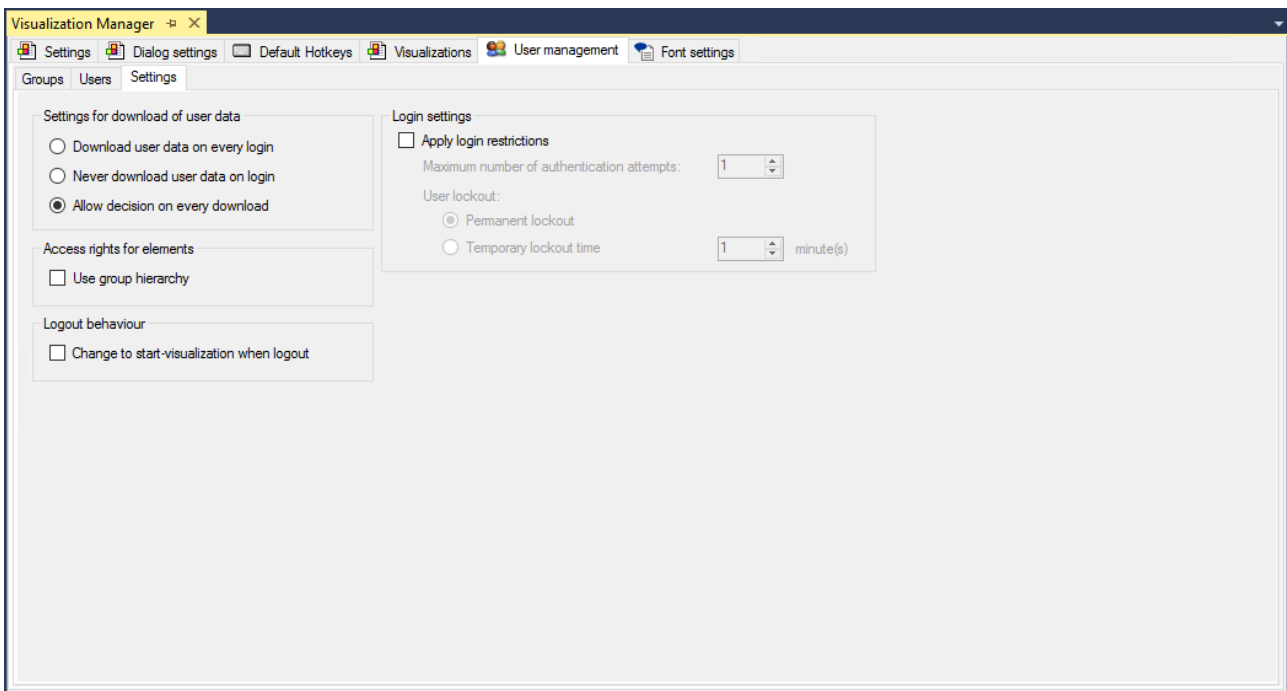 Visualization Manager
Settings Dialog settings Default Hotkeys Visualizations User management Font settings
Groups Users Settings
Settings for download of user data
Download user data on every login
Never download user data on login
Allow decision on every download
Access rights for elements
Use group hierarchy
Logout behaviour
Change to start-visualization when logout
Login settings
Apply login restrictions
Maximum number of authentication attempts: 1
User lockout:
Permanent lockout
Temporary lockout time 1 minute(s)